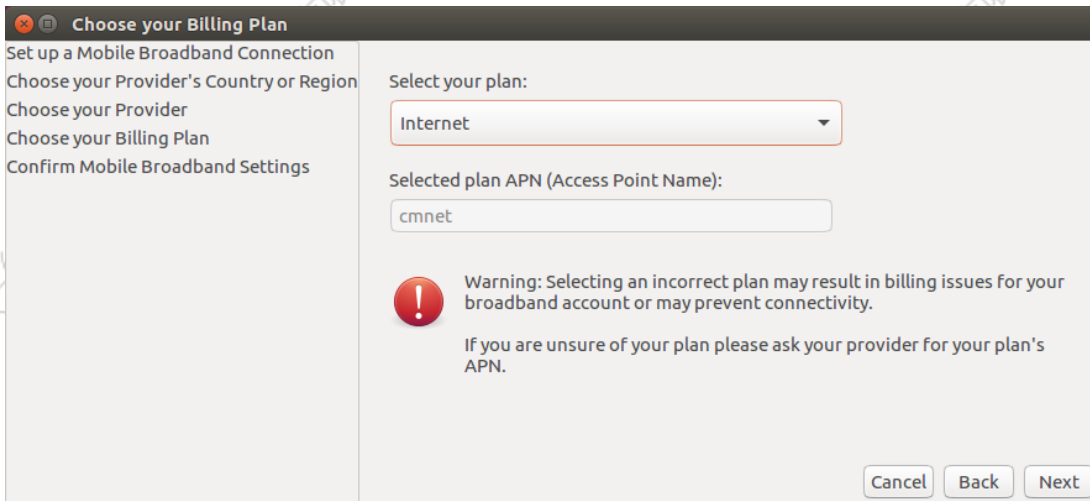 Choose your Billing Plan
Set up a Mobile Broadband Connection
Choose your Provider's Country or Region
Choose your Provider
Choose your Billing Plan
Confirm Mobile Broadband Settings
Select your plan:
Internet
Selected plan APN (Access Point Name):
cmnet
Warning: Selecting an incorrect plan may result in billing issues for your
broadband account or may prevent connectivity.
If you are unsure of your plan please ask your provider for your plan's
APN.
Cancel Back Next